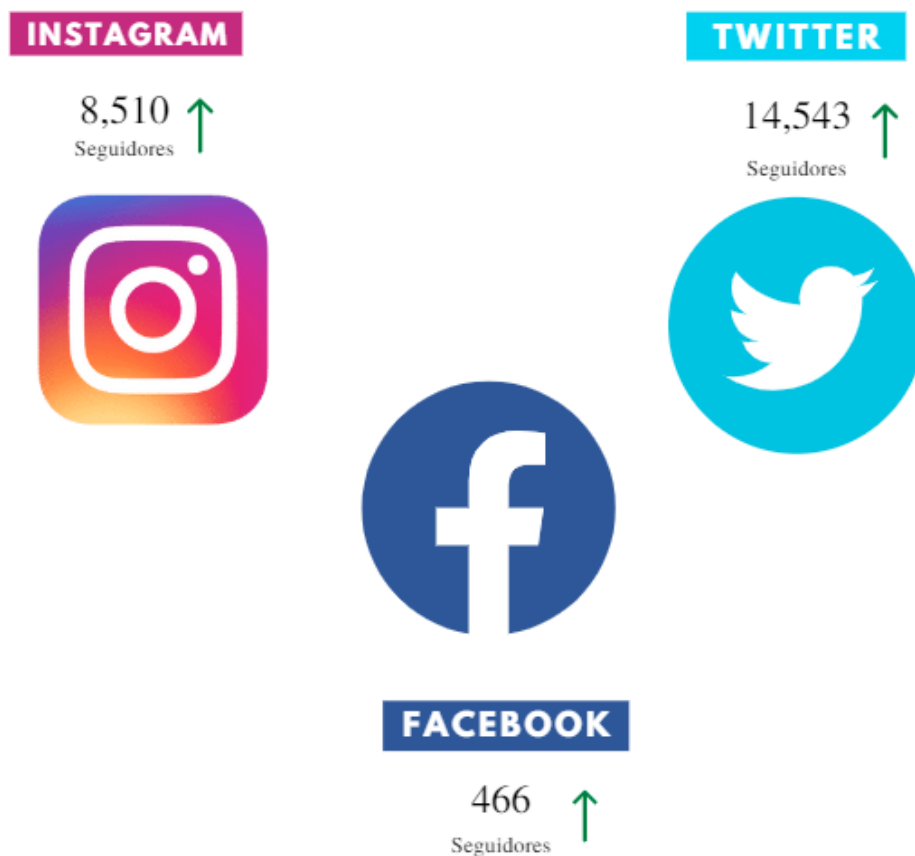 INSTAGRAM
8,510
Seguidores
TWITTER
14,543
Seguidores
FACEBOOK
466
Seguidores